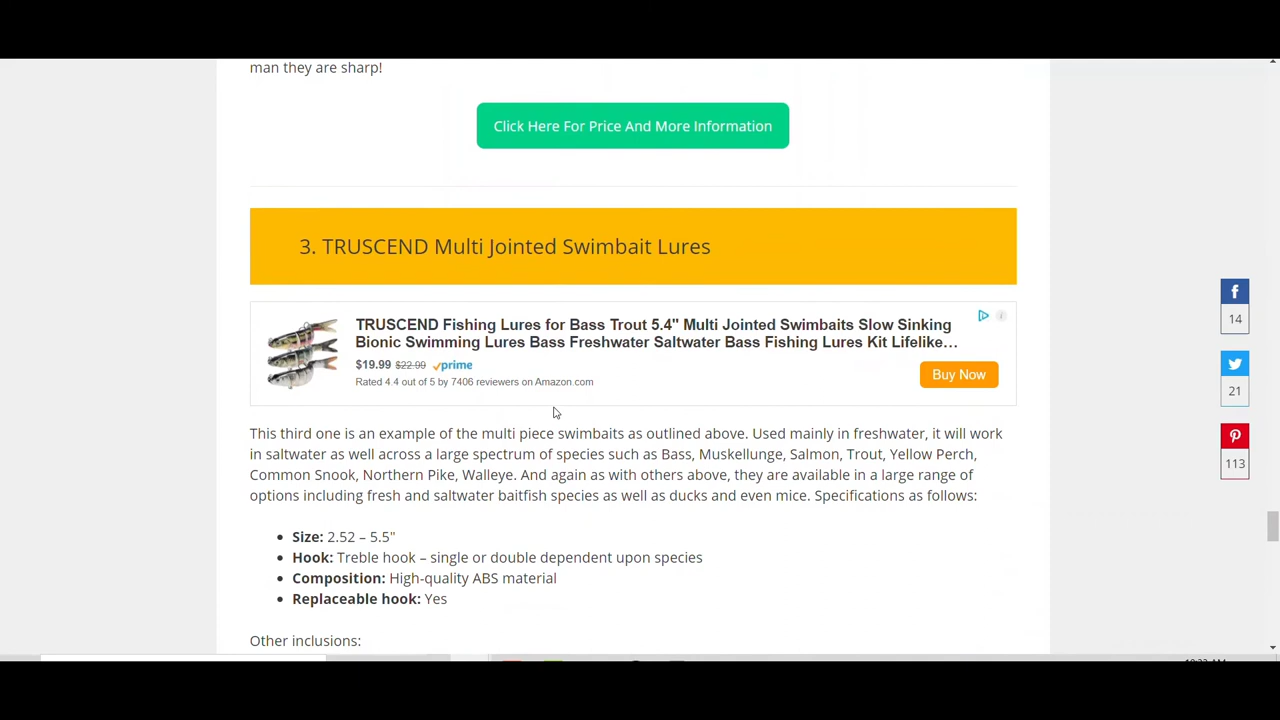 man they are sharp!
Click Here For Price And More Information
3. TRUSCEND Multi Jointed Swimbait Lures
TRUSCEND Fishing Lures for Bass Trout 5.4" Multi Jointed Swimbaits Slow Sinking
Bionic Swimming Lures Bass Freshwater Saltwater Bass Fishing Lures Kit Lifelike…
$19.99 $22.99 prime
Rated 4.4 out of 5 by 7406 reviewers on Amazon.com
Buy Now
This third one is an example of the multi piece swimbaits as outlined above. Used mainly in freshwater, it will work
in saltwater as well across a large spectrum of species such as Bass, Muskellunge, Salmon, Trout, Yellow Perch,
Common Snook, Northern Pike, Walleye. And again as with others above, they are available in a large range of
options including fresh and saltwater baitfish species as well as ducks and even mice. Specifications as follows:
• Size: 2.52 – 5.5"
• Hook: Treble hook – single or double dependent upon species
• Composition: High-quality ABS material
• Replaceable hook: Yes
Other inclusions:
14
21
113